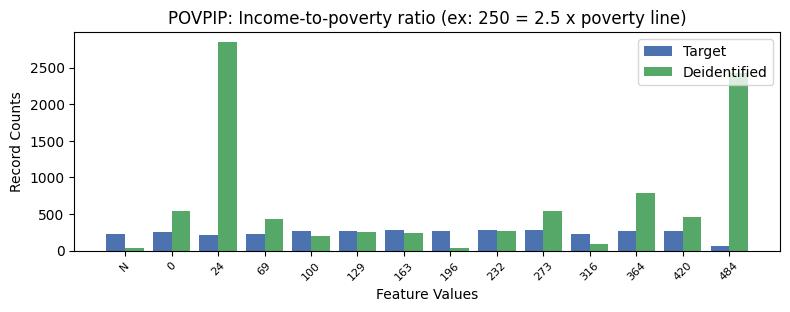 POVPIP: Income-to-poverty ratio (ex: 250 = 2.5 x poverty line)
Target
Deidentified
Record Counts
2500
2000
1500
1000
500
0
N 0 24 69 100 129 163 196 232 273 316 364 420 484
Feature Values